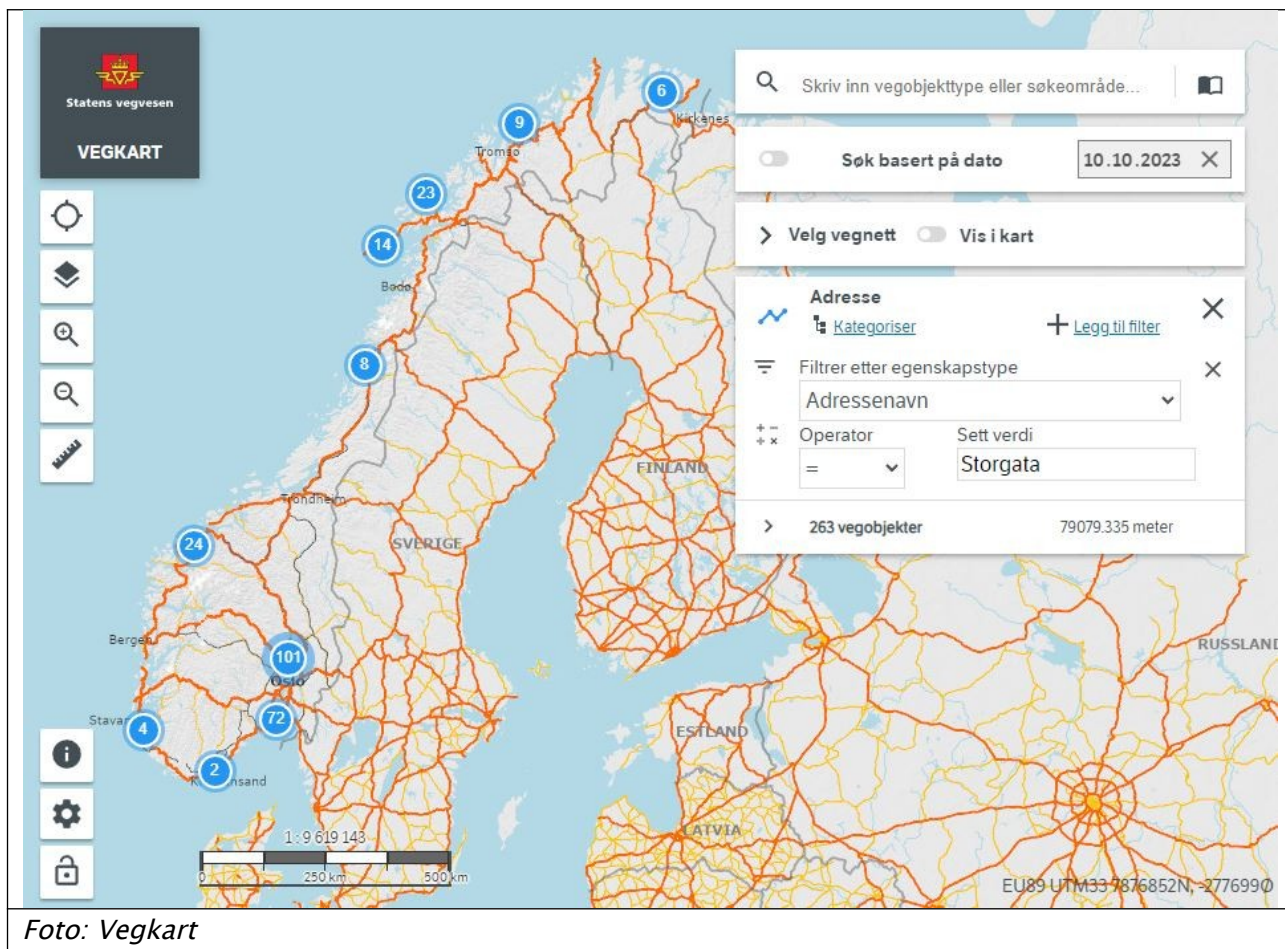 Statens vegvesen
VEGKART
Skriv inn vegobjekttype eller søkeområde...
Søk basert på dato
10.10.2023
Velg vegnett
Vis i kart
Adresse
Kategoriser
Legg til filter
Filtrer etter egenskapstype
Adressenavn
Operator
Sett verdi
=
Storgata
263 vegobjekter
79079.335 meter
6
Kirkenes
9
Tromsø
23
14
Bodø
8
FINLAND
Trondheim
SVERIGE
24
Bergen
101
Oslo
RUSSLAND
72
4
ESTLAND
2
LATVIA
1 : 9 619 143
0
250 km
500 km
EU89 UTM33 7876852N, -277699Ø
Foto: Vegkart